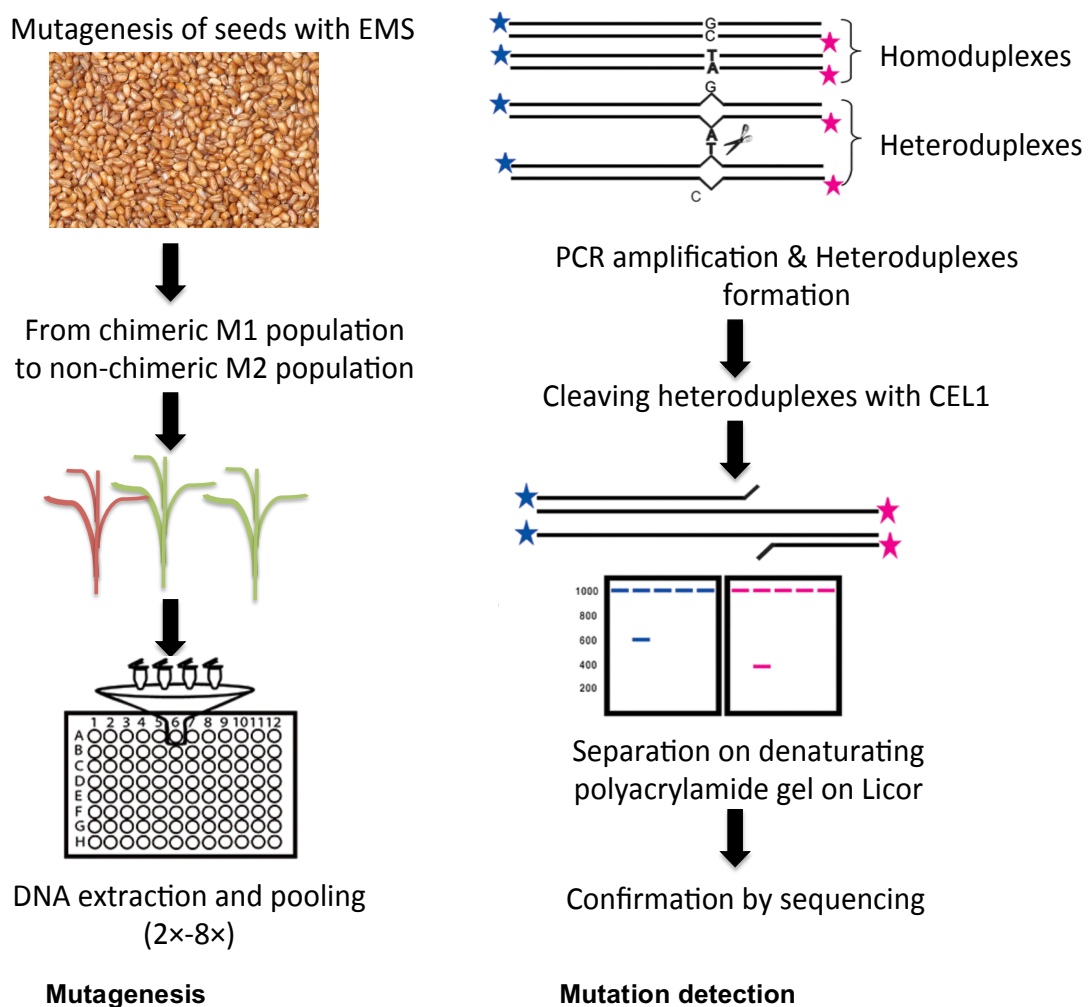 Mutagenesis of seeds with EMS
From chimeric M1 population
to non-chimeric M2 population
1 2 3 4 5 6 7 8 9 10 11 12
A
B
C
D
E
F
G
H
DNA extraction and pooling
(2×-8×)
Mutagenesis
G
C
T
A
Homoduplexes
G
A
T
C
Heteroduplexes
PCR amplification & Heteroduplexes
formation
Cleaving heteroduplexes with CEL1
1000
800
600
400
200
Separation on denaturating
polyacrylamide gel on Licor
Confirmation by sequencing
Mutation detection